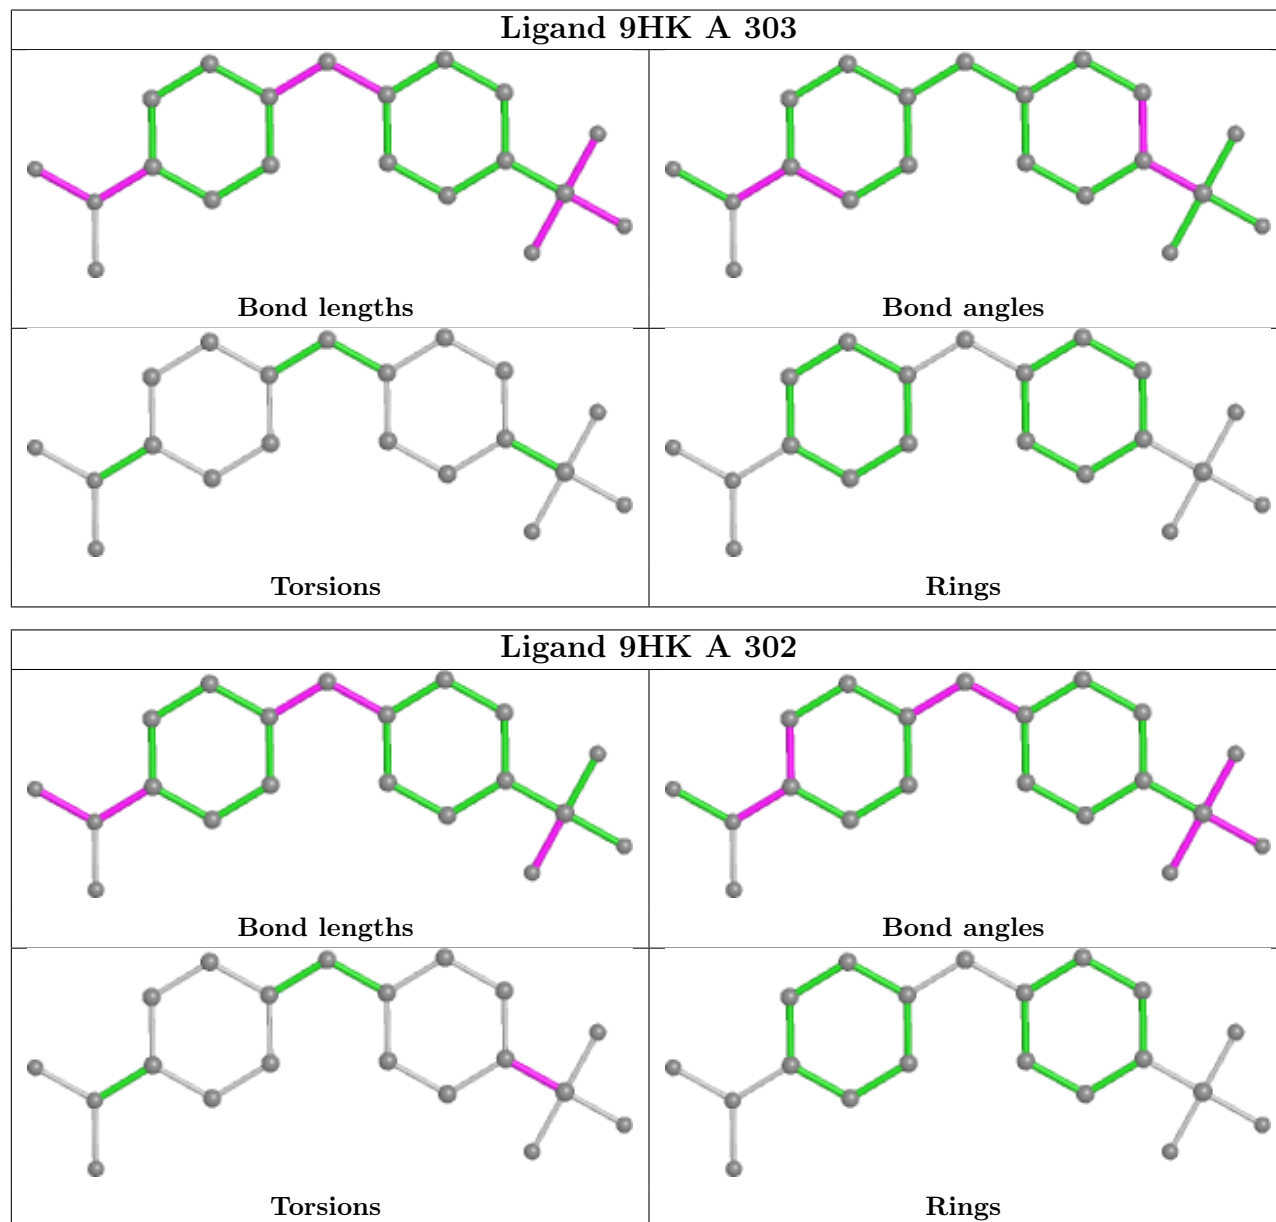 Ligand 9HK A 303
Bond lengths
Bond angles
Torsions
Rings
Ligand 9HK A 302
Bond lengths
Bond angles
Torsions
Rings